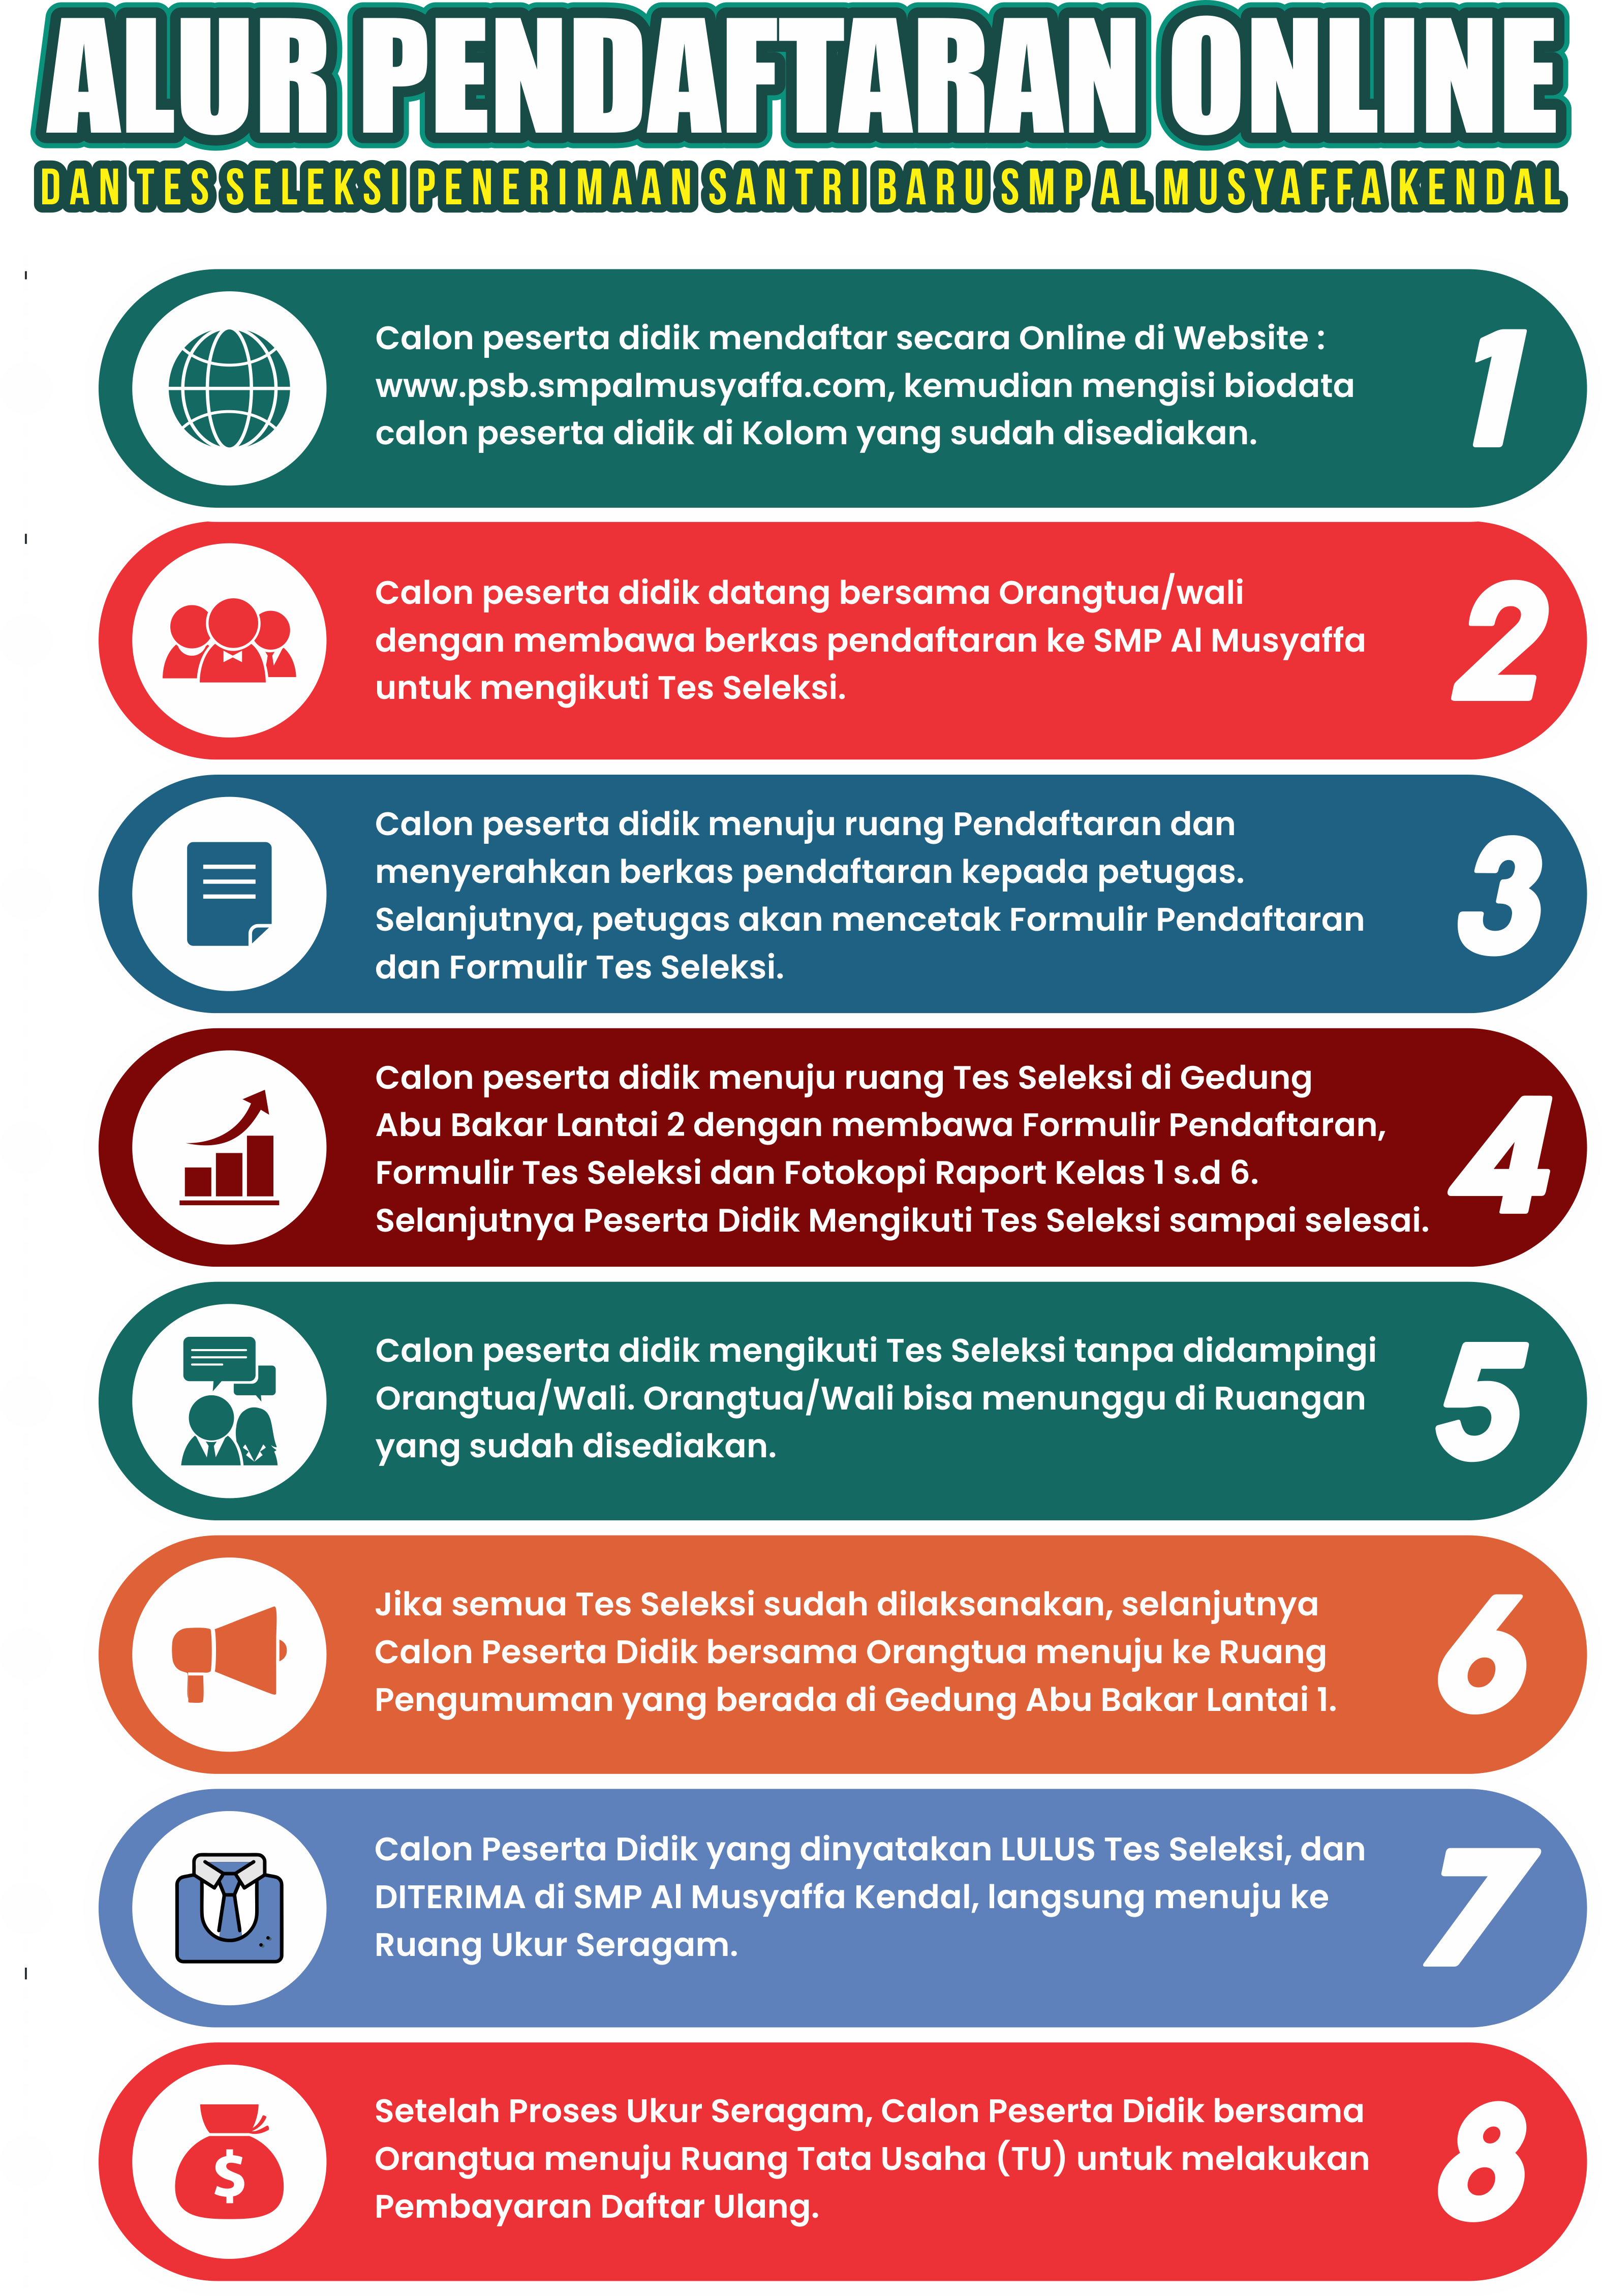 ALUR PENDAFTARAN ONLINE
DAN TES SELEKSI PENERIMAAN SANTRI BARU SMP AL MUSYAFFA KENDAL
Calon peserta didik mendaftar secara Online di Website :
www.psb.smpalmusyaffa.com, kemudian mengisi biodata
calon peserta didik di Kolom yang sudah disediakan.
1
Calon peserta didik datang bersama Orangtua/wali
dengan membawa berkas pendaftaran ke SMP Al Musyaffa
untuk mengikuti Tes Seleksi.
2
Calon peserta didik menuju ruang Pendaftaran dan
menyerahkan berkas pendaftaran kepada petugas.
Selanjutnya, petugas akan mencetak Formulir Pendaftaran
dan Formulir Tes Seleksi.
3
Calon peserta didik menuju ruang Tes Seleksi di Gedung
Abu Bakar Lantai 2 dengan membawa Formulir Pendaftaran,
Formulir Tes Seleksi dan Fotokopi Raport Kelas 1 s.d 6.
Selanjutnya Peserta Didik Mengikuti Tes Seleksi sampai selesai.
4
Calon peserta didik mengikuti Tes Seleksi tanpa didampingi
Orangtua/Wali. Orangtua/Wali bisa menunggu di Ruangan
yang sudah disediakan.
5
Jika semua Tes Seleksi sudah dilaksanakan, selanjutnya
Calon Peserta Didik bersama Orangtua menuju ke Ruang
Pengumuman yang berada di Gedung Abu Bakar Lantai 1.
6
Calon Peserta Didik yang dinyatakan LULUS Tes Seleksi, dan
DITERIMA di SMP Al Musyaffa Kendal, langsung menuju ke
Ruang Ukur Seragam.
7
$
Setelah Proses Ukur Seragam, Calon Peserta Didik bersama
Orangtua menuju Ruang Tata Usaha (TU) untuk melakukan
Pembayaran Daftar Ulang.
8